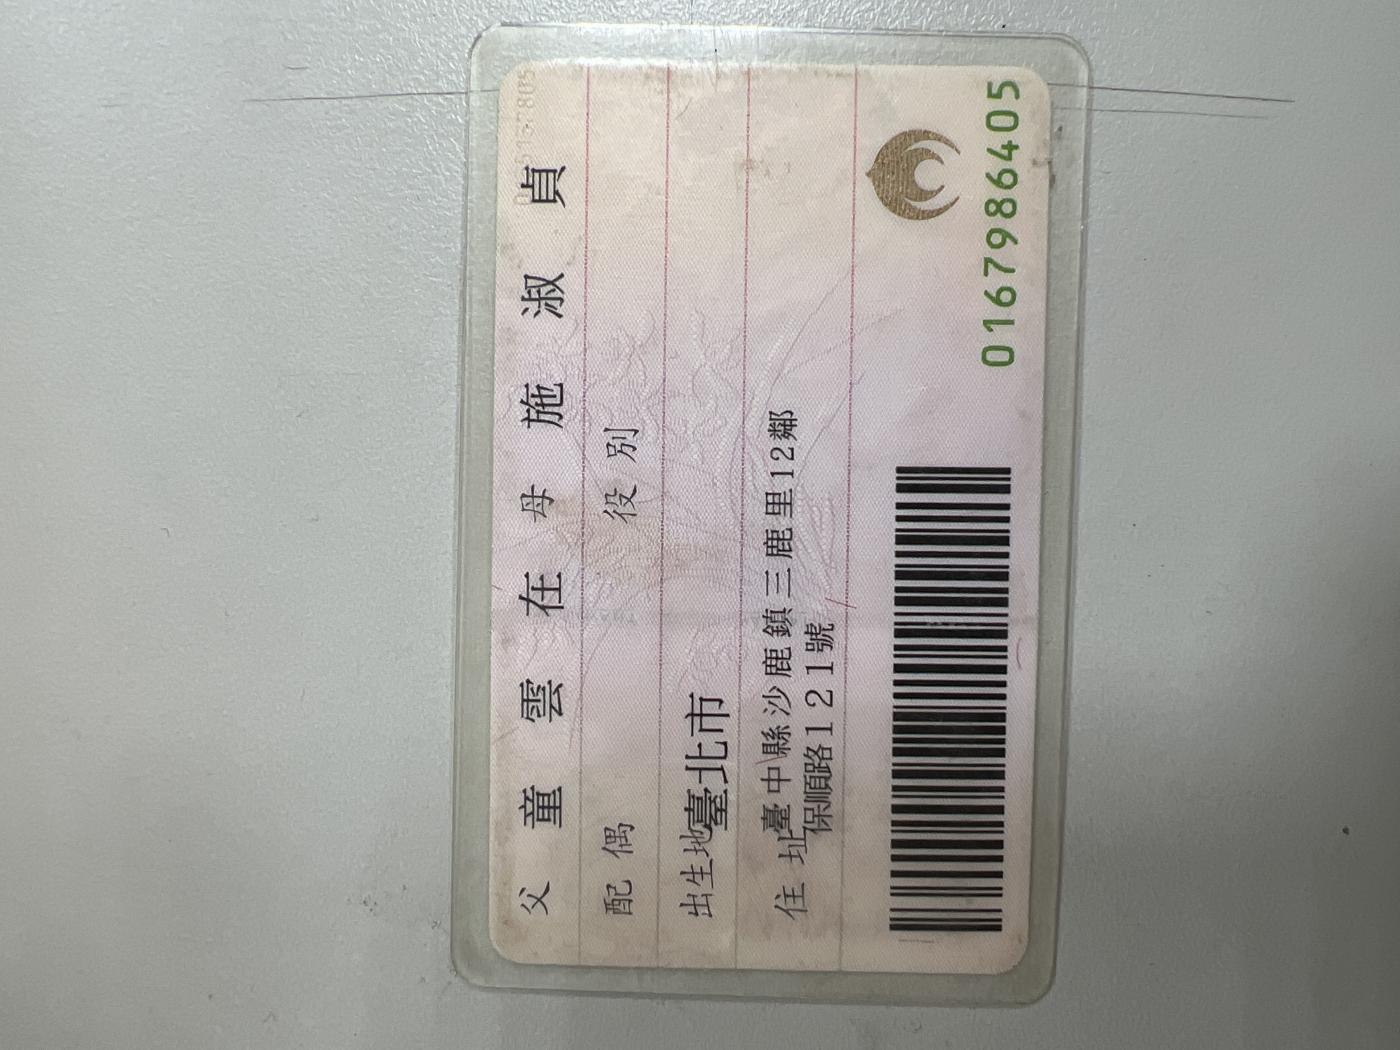 父 童 雲 在 母 施 淑 貞
配 偶 役 別
出生地 臺北市
住 址 臺中縣沙鹿鎮三鹿里12鄰
保順路121號
0167986405